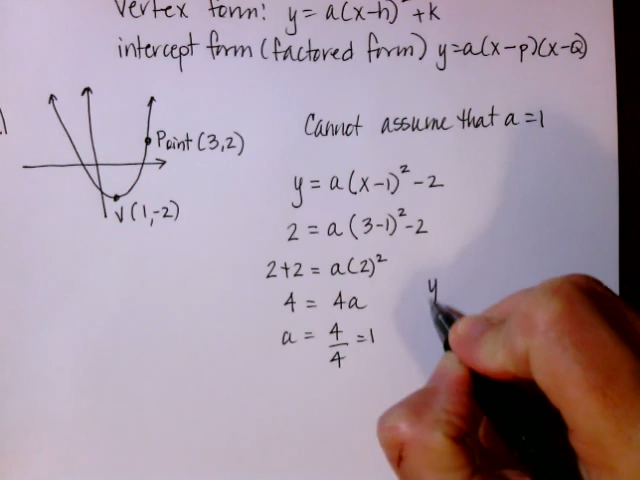 vertex form: y = a(x-h)² + k
intercept form (factored form) y=a(x-p)(x-Q)
Cannot assume that a=1
Point (3,2)
V(1,-2)
y = a(x-1)² -2
2 = a(3-1)² -2
2+2 = a(2)²
4 = 4a
a = 4/4 = 1
y